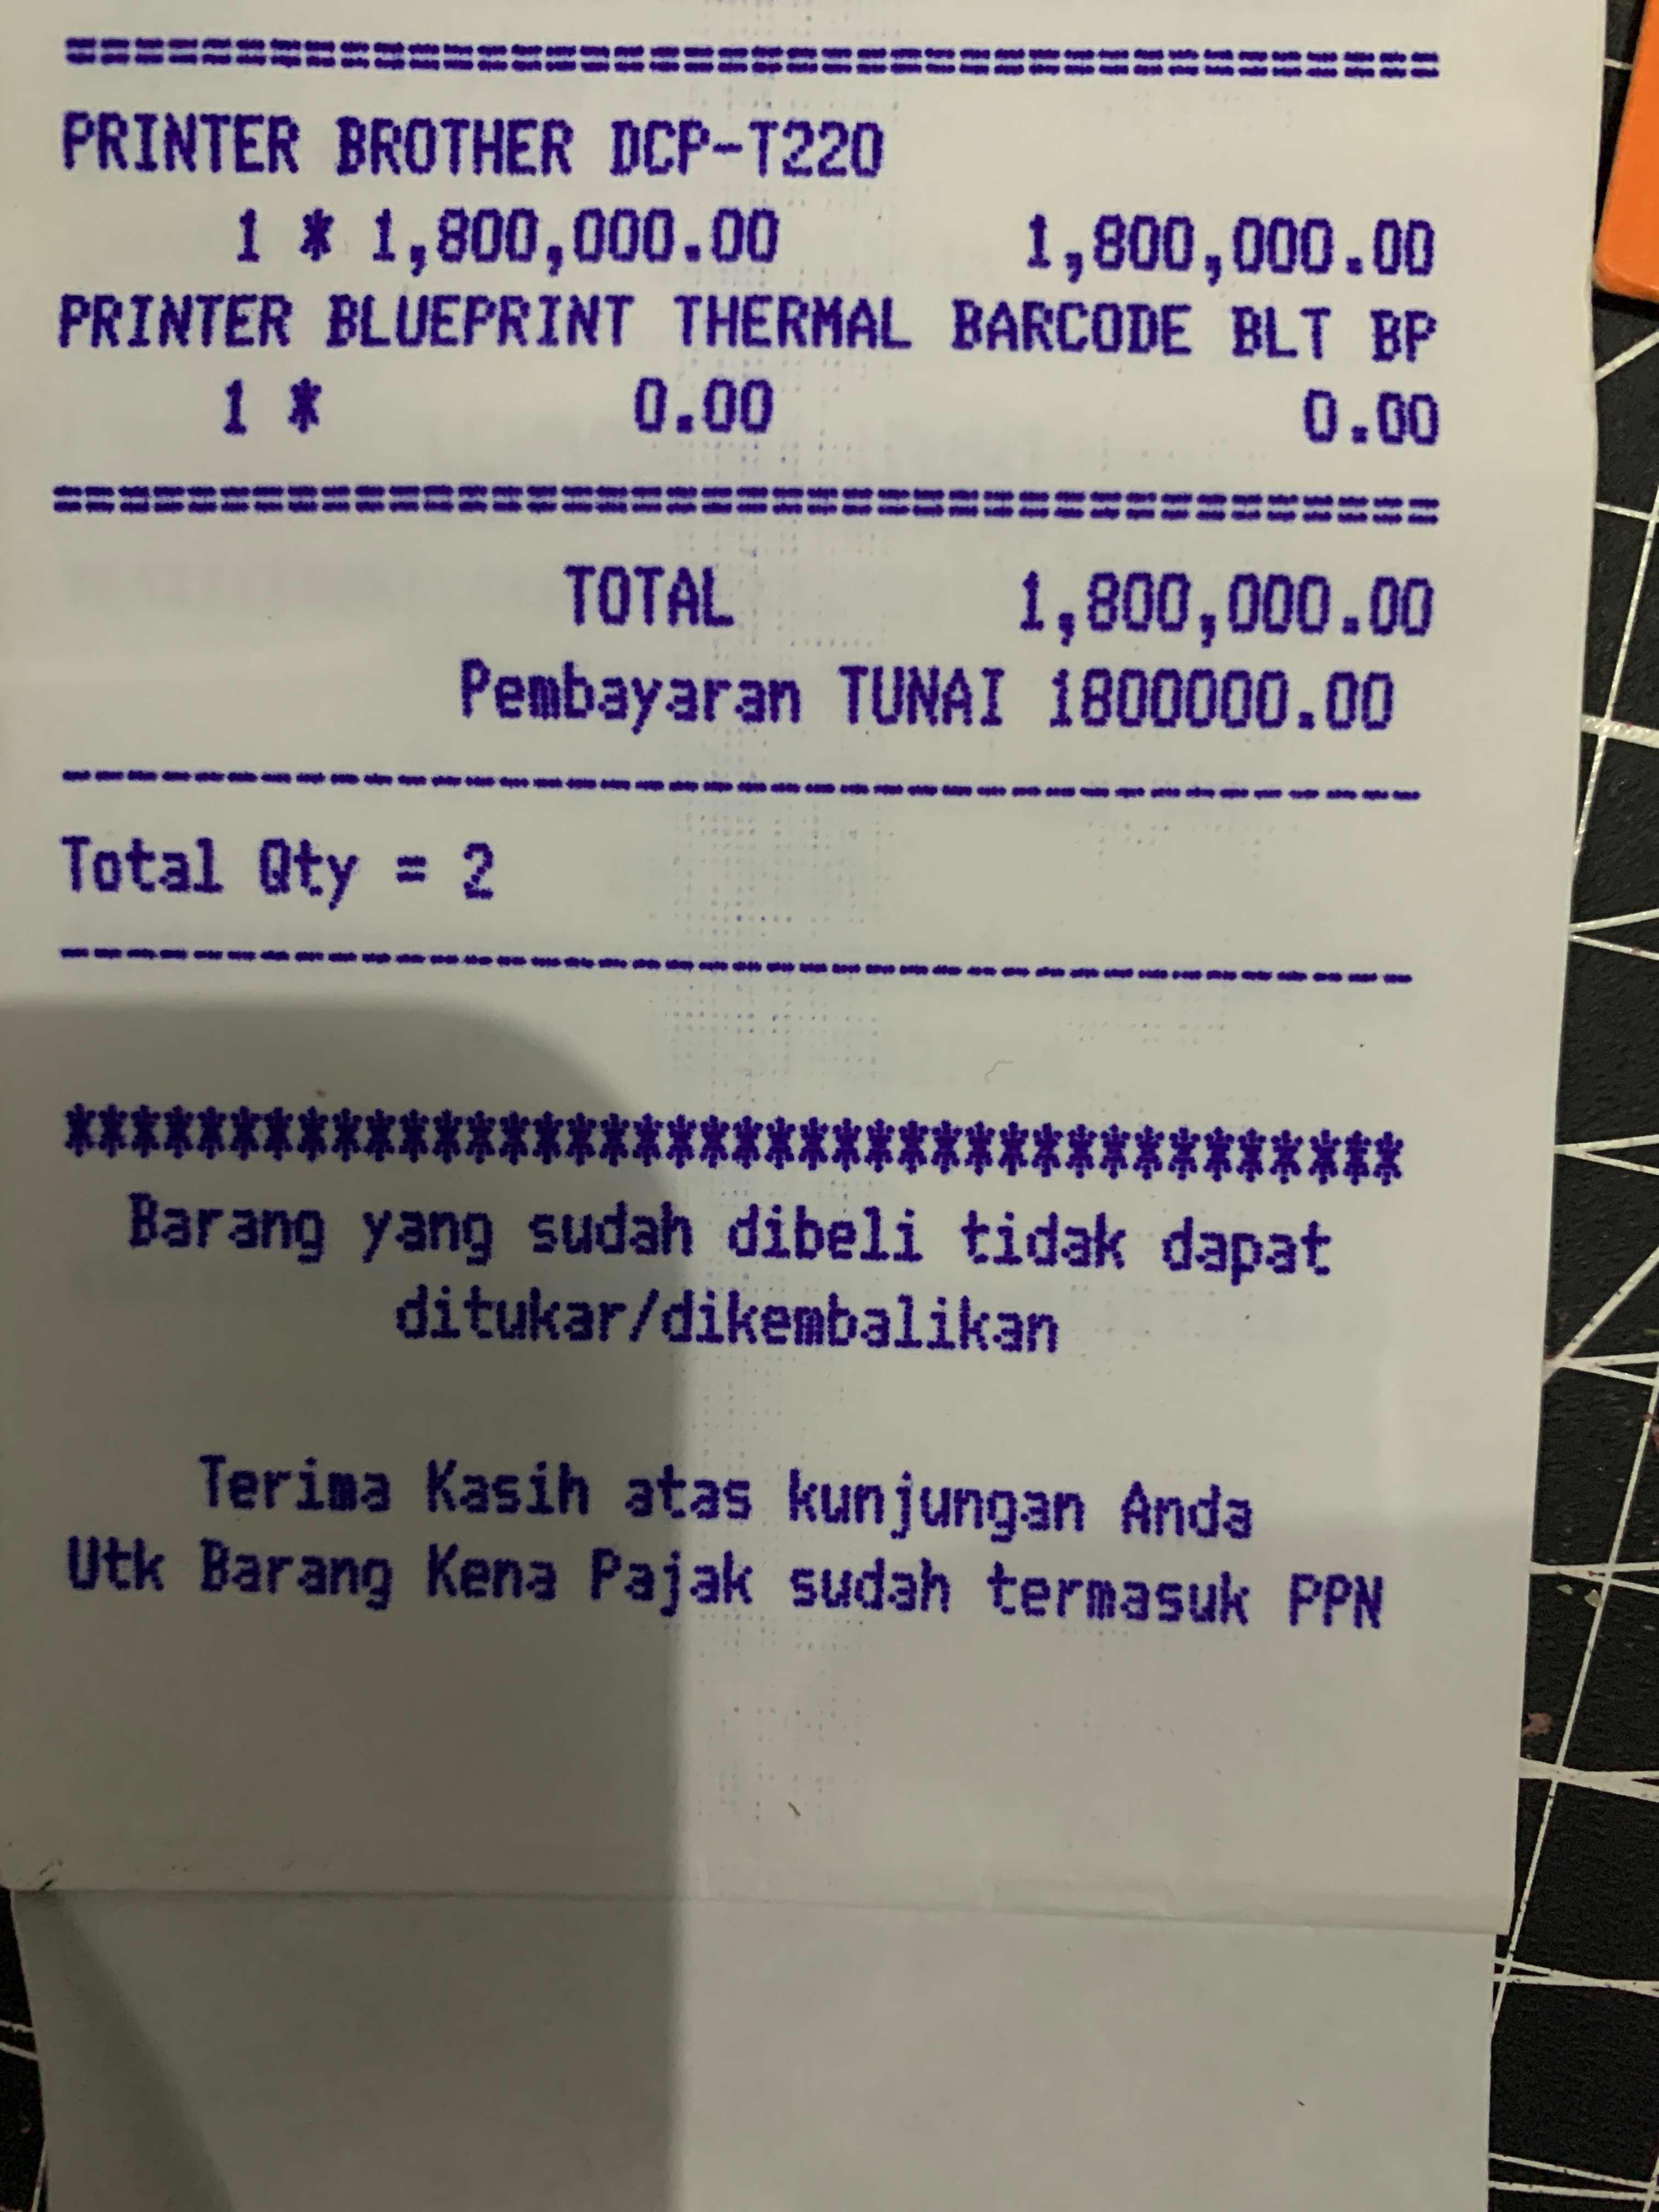 ========================================
PRINTER BROTHER DCP-T220
1 * 1,800,000.00 1,800,000.00
PRINTER BLUEPRINT THERMAL BARCODE BLT BP
1 * 0.00 0.00
========================================
TOTAL 1,800,000.00
Pembayaran TUNAI 1800000.00
----------------------------------------
Total Qty = 2
----------------------------------------
****************************************
Barang yang sudah dibeli tidak dapat
ditukar/dikembalikan
Terima Kasih atas kunjungan Anda
Utk Barang Kena Pajak sudah termasuk PPN